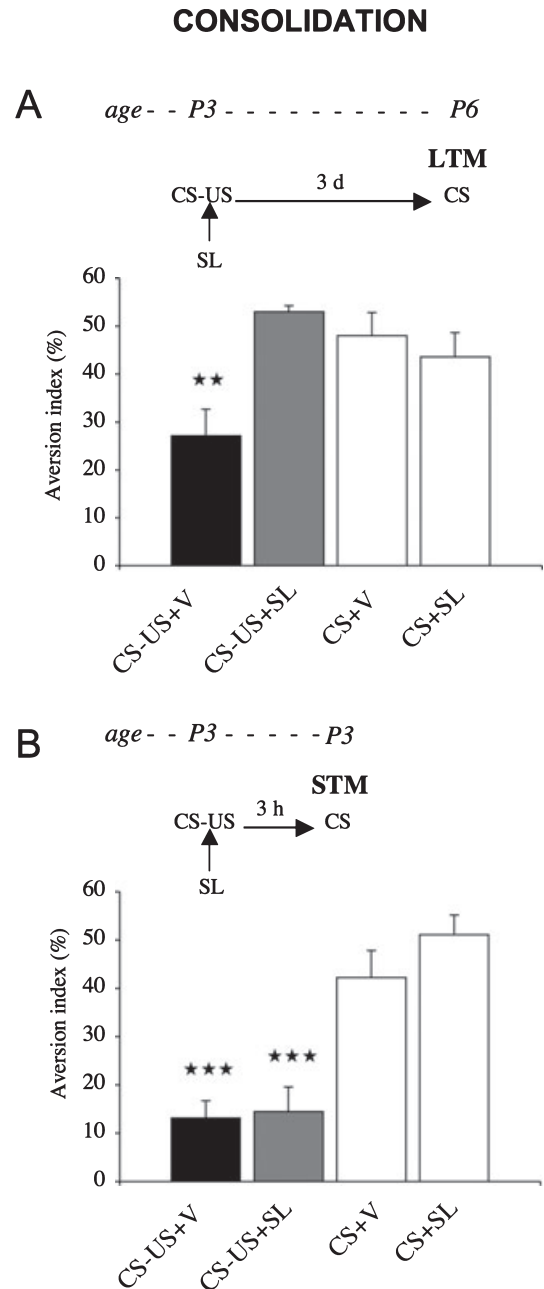 CONSOLIDATION
A
age - - P3 - - - - - - - - - - - P6
LTM
3 d
CS-US
CS
SL
60
50
40
30
20
10
0
Aversion index (%)
★★
CS-US+V
CS-US+SL
CS+V
CS+SL
B
age - - P3 - - - - - P3
STM
3 h
CS-US
CS
SL
60
50
40
30
20
10
0
Aversion index (%)
★★★
★★★
CS-US+V
CS-US+SL
CS+V
CS+SL